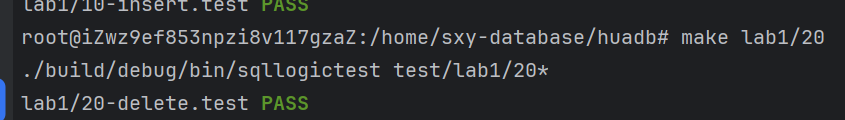 lab1/10-insert.test PASS
root@iZwz9ef853npzi8v117gzaZ:/home/sxy-database/huadb# make lab1/20
./build/debug/bin/sqllogictest test/lab1/20*
lab1/20-delete.test PASS